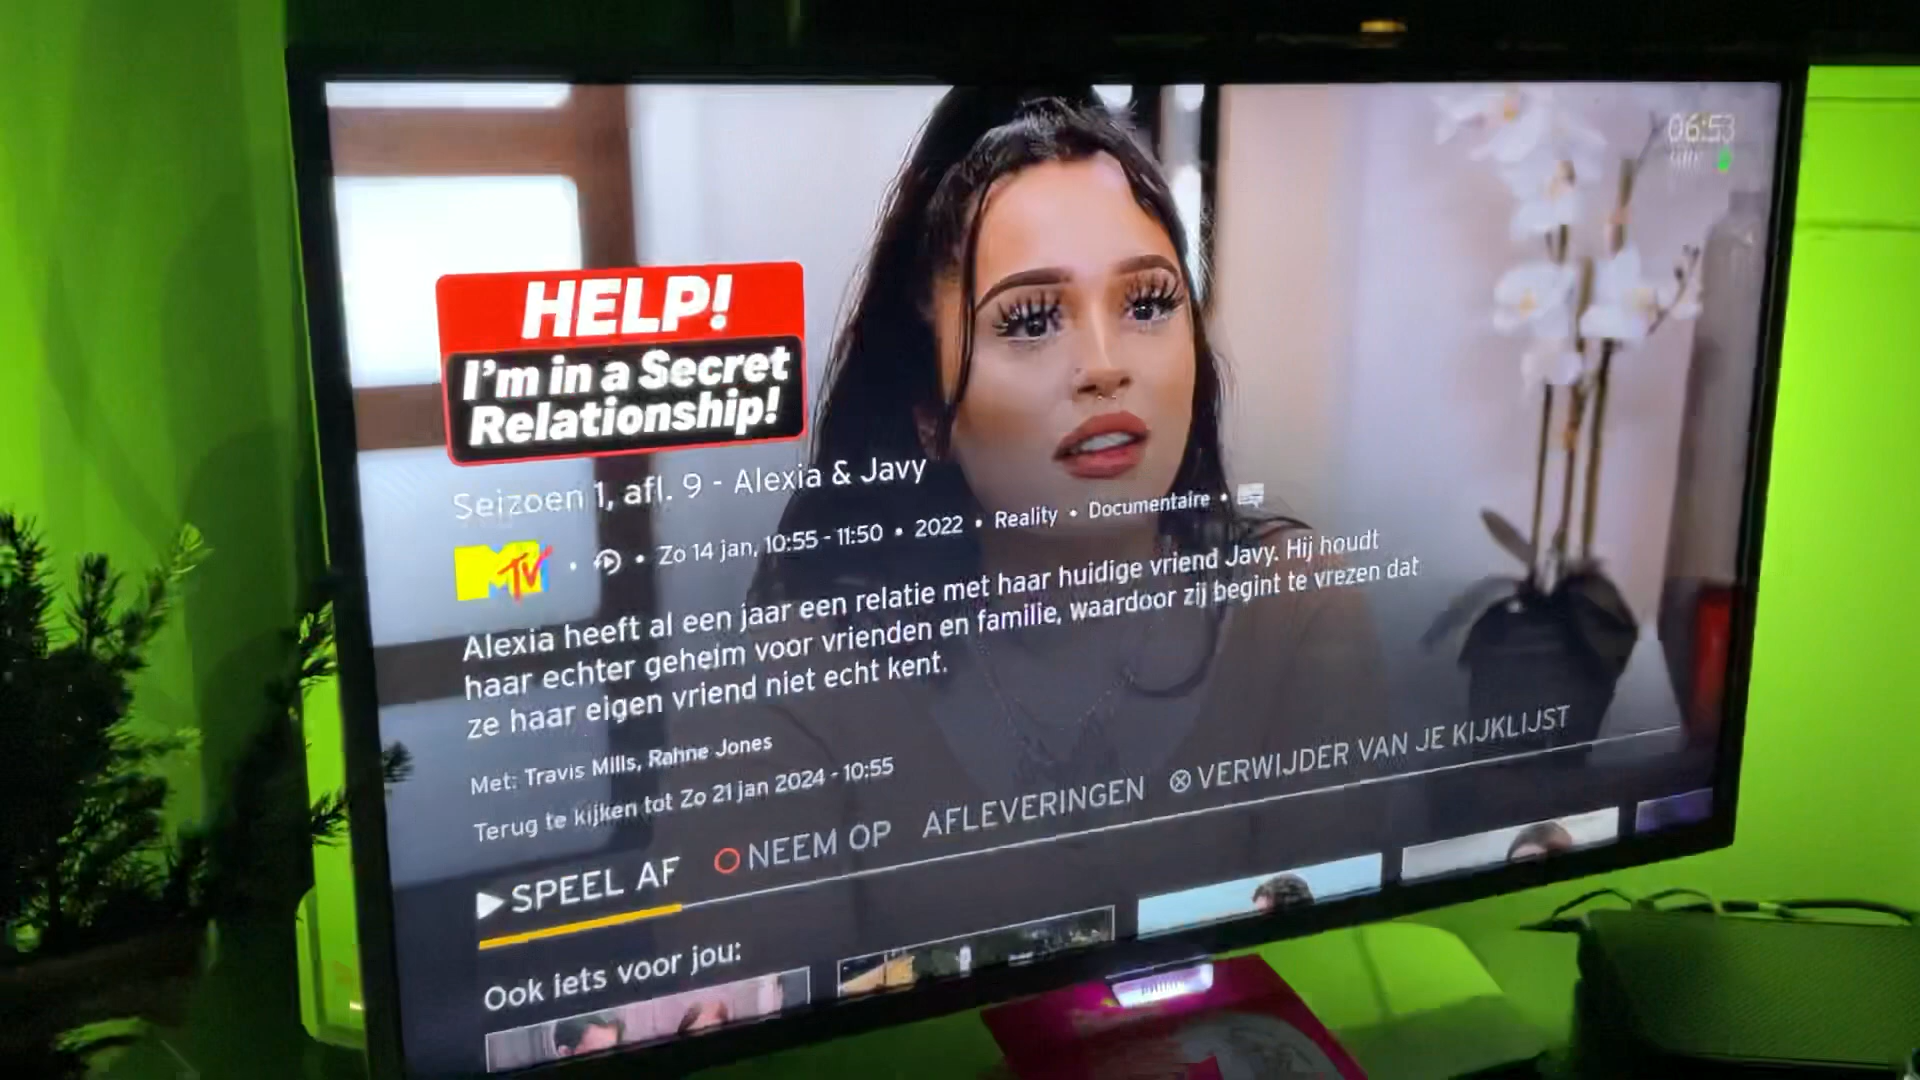 06:53
HELP!
I'm in a Secret
Relationship!
Seizoen 1, afl. 9 - Alexia & Javy
MTV • • Zo 14 jan, 10:55 - 11:50 • 2022 • Reality • Documentaire •
Alexia heeft al een jaar een relatie met haar huidige vriend Javy. Hij houdt
haar echter geheim voor vrienden en familie, waardoor zij begint te vrezen dat
ze haar eigen vriend niet echt kent.
Met: Travis Mills, Rahne Jones
Terug te kijken tot Zo 21 jan 2024 - 10:55
SPEEL AF NEEM OP AFLEVERINGEN VERWIJDER VAN JE KIJKLIJST
Ook iets voor jou: